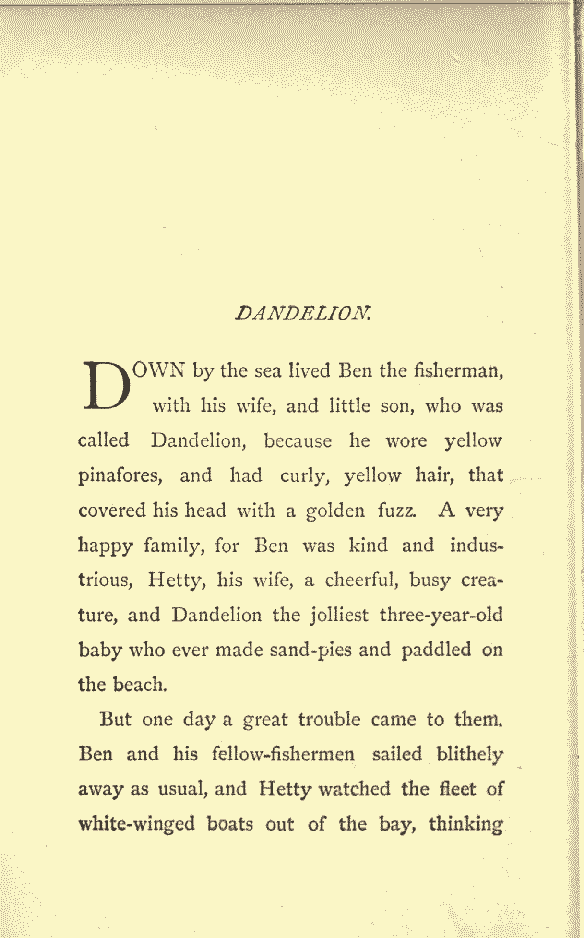 DANDELION.
DOWN by the sea lived Ben the fisherman,
with his wife, and little son, who was
called Dandelion, because he wore yellow
pinafores, and had curly, yellow hair, that
covered his head with a golden fuzz. A very
happy family, for Ben was kind and indus-
trious, Hetty, his wife, a cheerful, busy crea-
ture, and Dandelion the jolliest three-year-old
baby who ever made sand-pies and paddled on
the beach.
But one day a great trouble came to them.
Ben and his fellow-fishermen sailed blithely
away as usual, and Hetty watched the fleet of
white-winged boats out of the bay, thinking